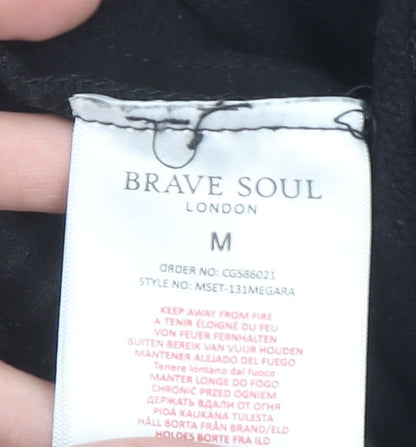 BRAVE SOUL
LONDON
M
ORDER NO: CGS86021
STYLE NO: MSET-131MEGARA
KEEP AWAY FROM FIRE
A TENIR ÉLOIGNÉ DU FEU
VON FEUER FERNHALTEN
BUITEN BEREIK VAN VUUR HOUDEN
MANTENER ALEJADO DEL FUEGO
Tenere lontano dal fuoco
MANTER LONGE DO FOGO
CHRONIĆ PRZED OGNIEM
ДЕРЖАТЬ ВДАЛИ ОТ ОГНЯ
PIDÄ KAUKANA TULESTA
HÅLL BORTA FRÅN BRAND/ELD
HOLDES BORTE FRA ILD